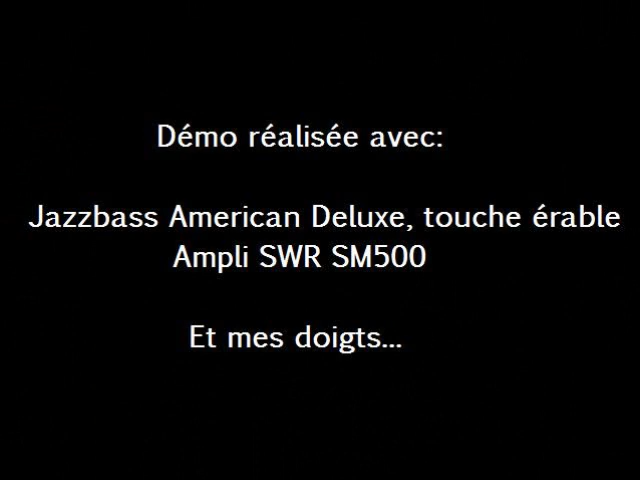 Démo réalisée avec:
Jazzbass American Deluxe, touche érable
Ampli SWR SM500
Et mes doigts...